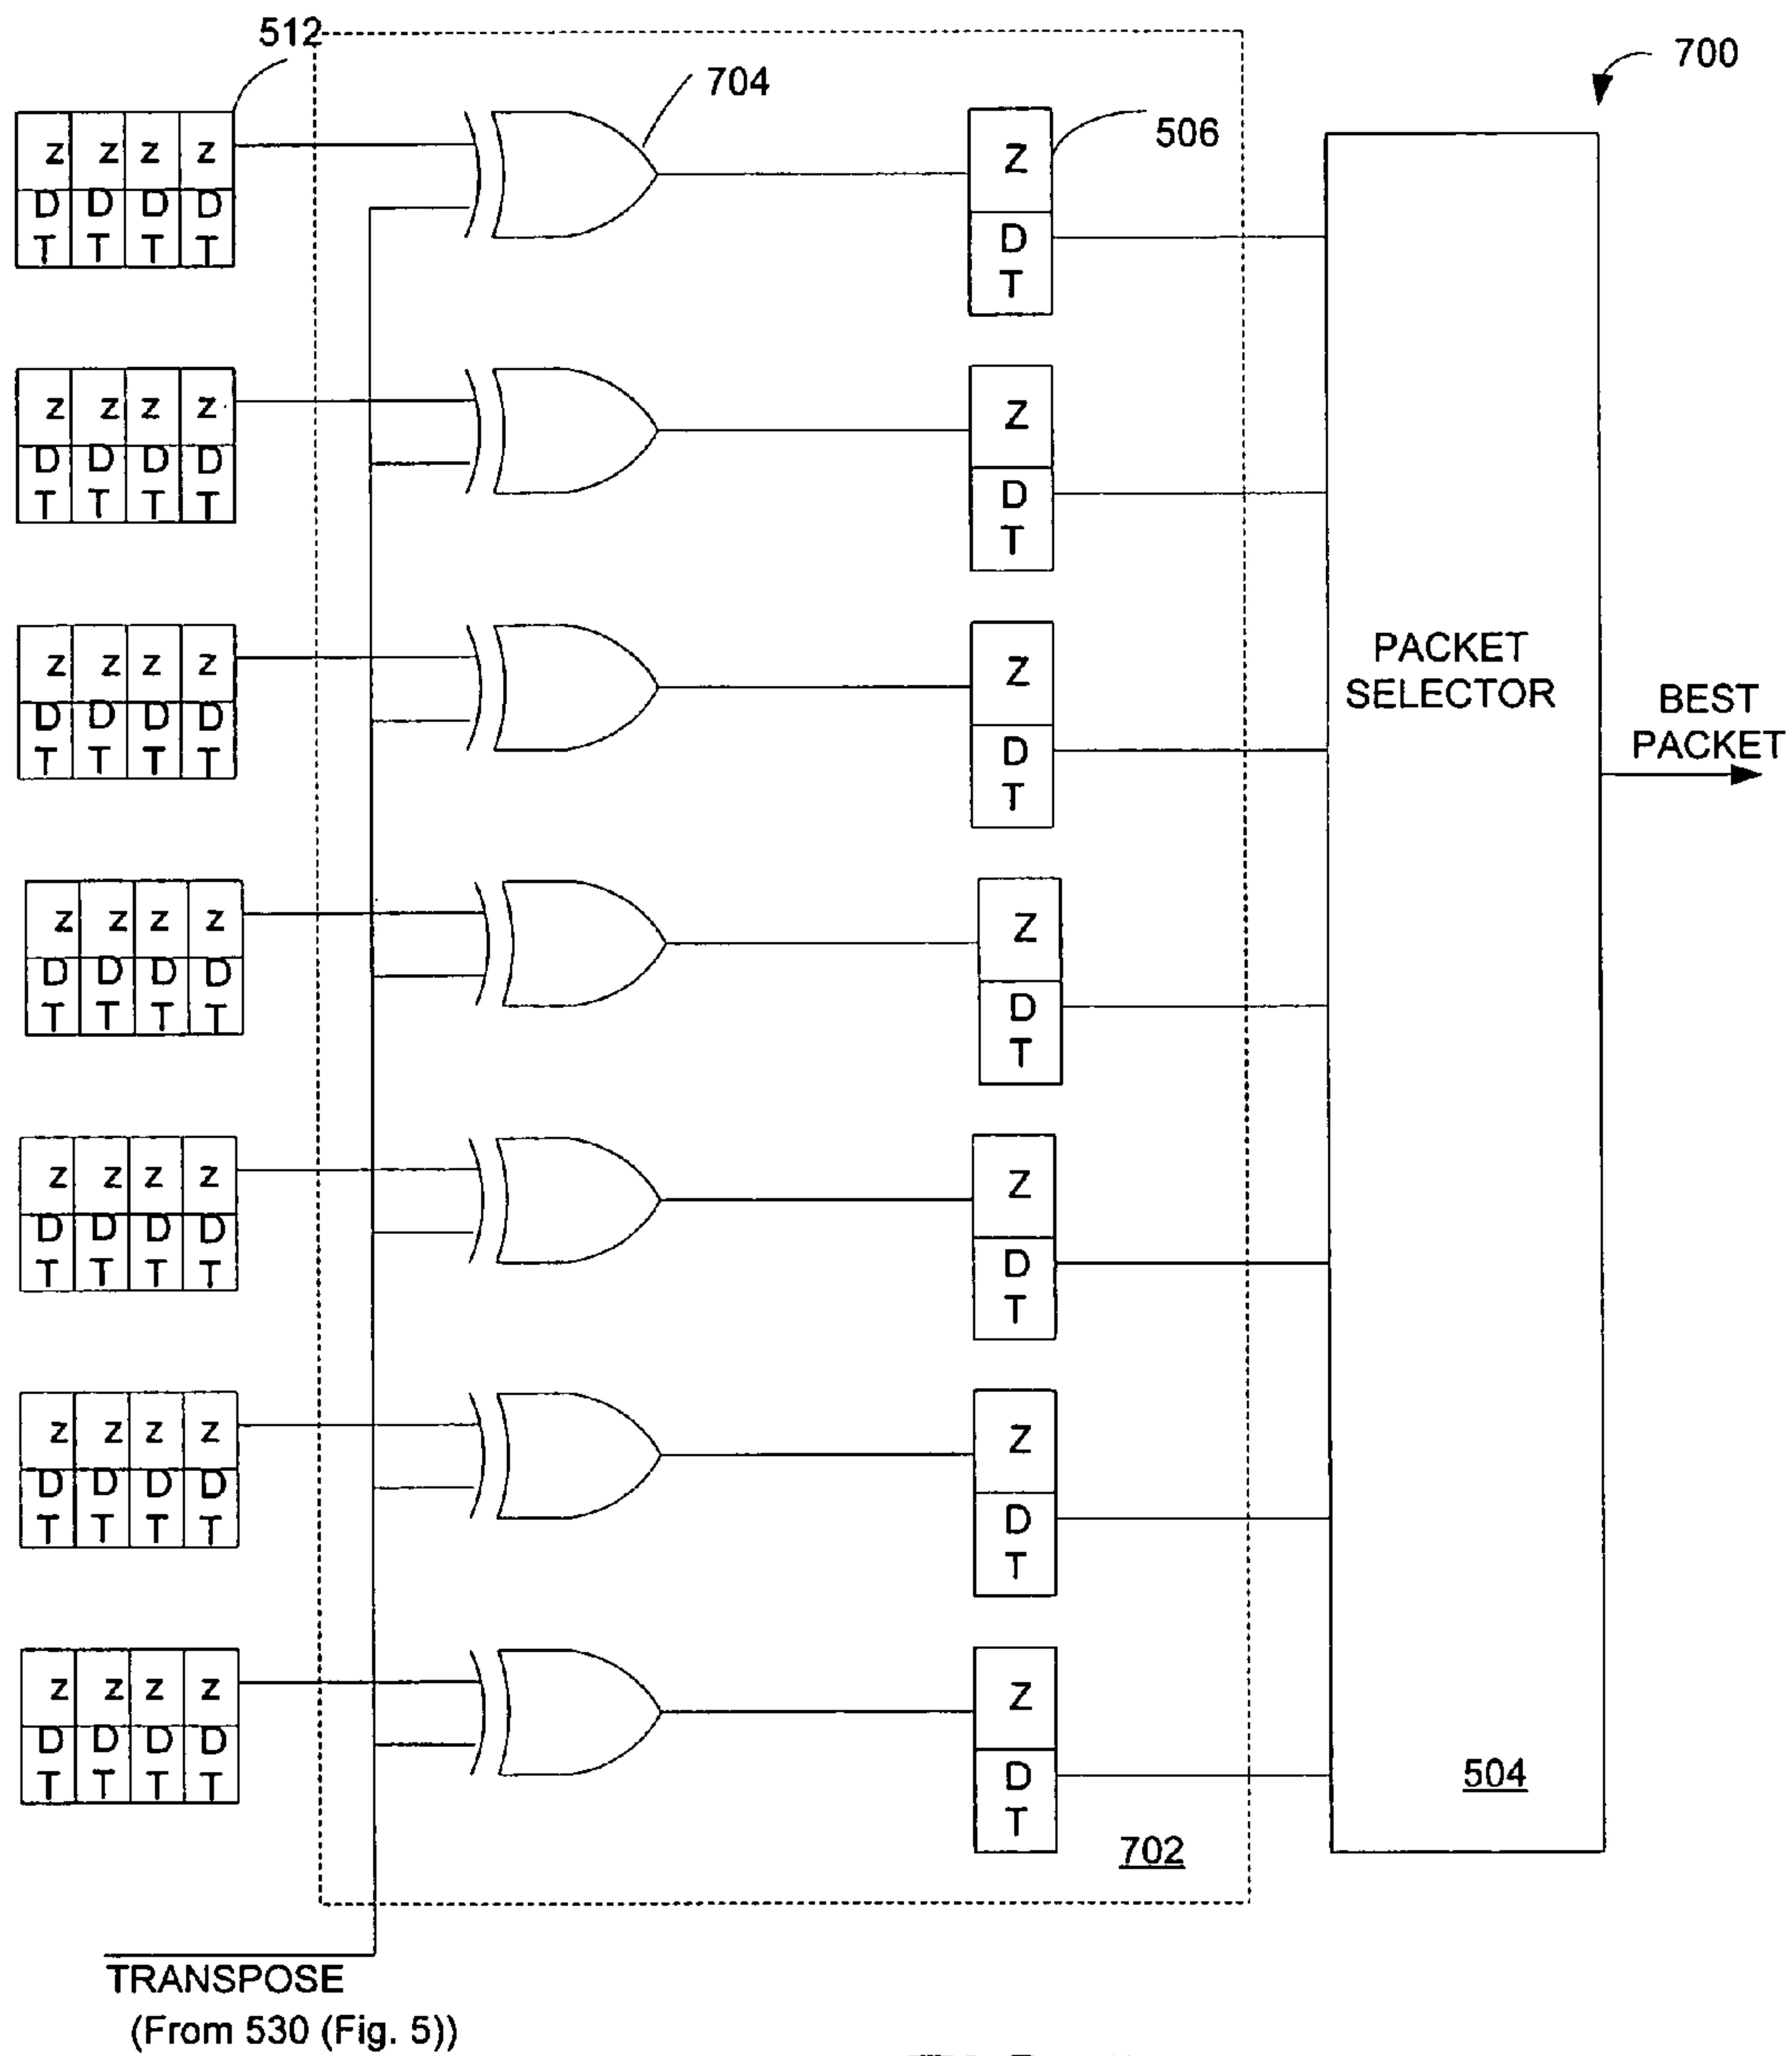 512
704
506
700
z z z z
D D D D
T T T T
Z
D
T
z z z z
D D D D
T T T T
Z
D
T
z z z z
D D D D
T T T T
Z
D
T
PACKET
SELECTOR
BEST
PACKET
z z z z
D D D D
T T T T
Z
D
T
z z z z
D D D D
T T T T
Z
D
T
z z z z
D D D D
T T T T
Z
D
T
z z z z
D D D D
T T T T
Z
D
T
504
702
TRANSPOSE
(From 530 (Fig. 5))